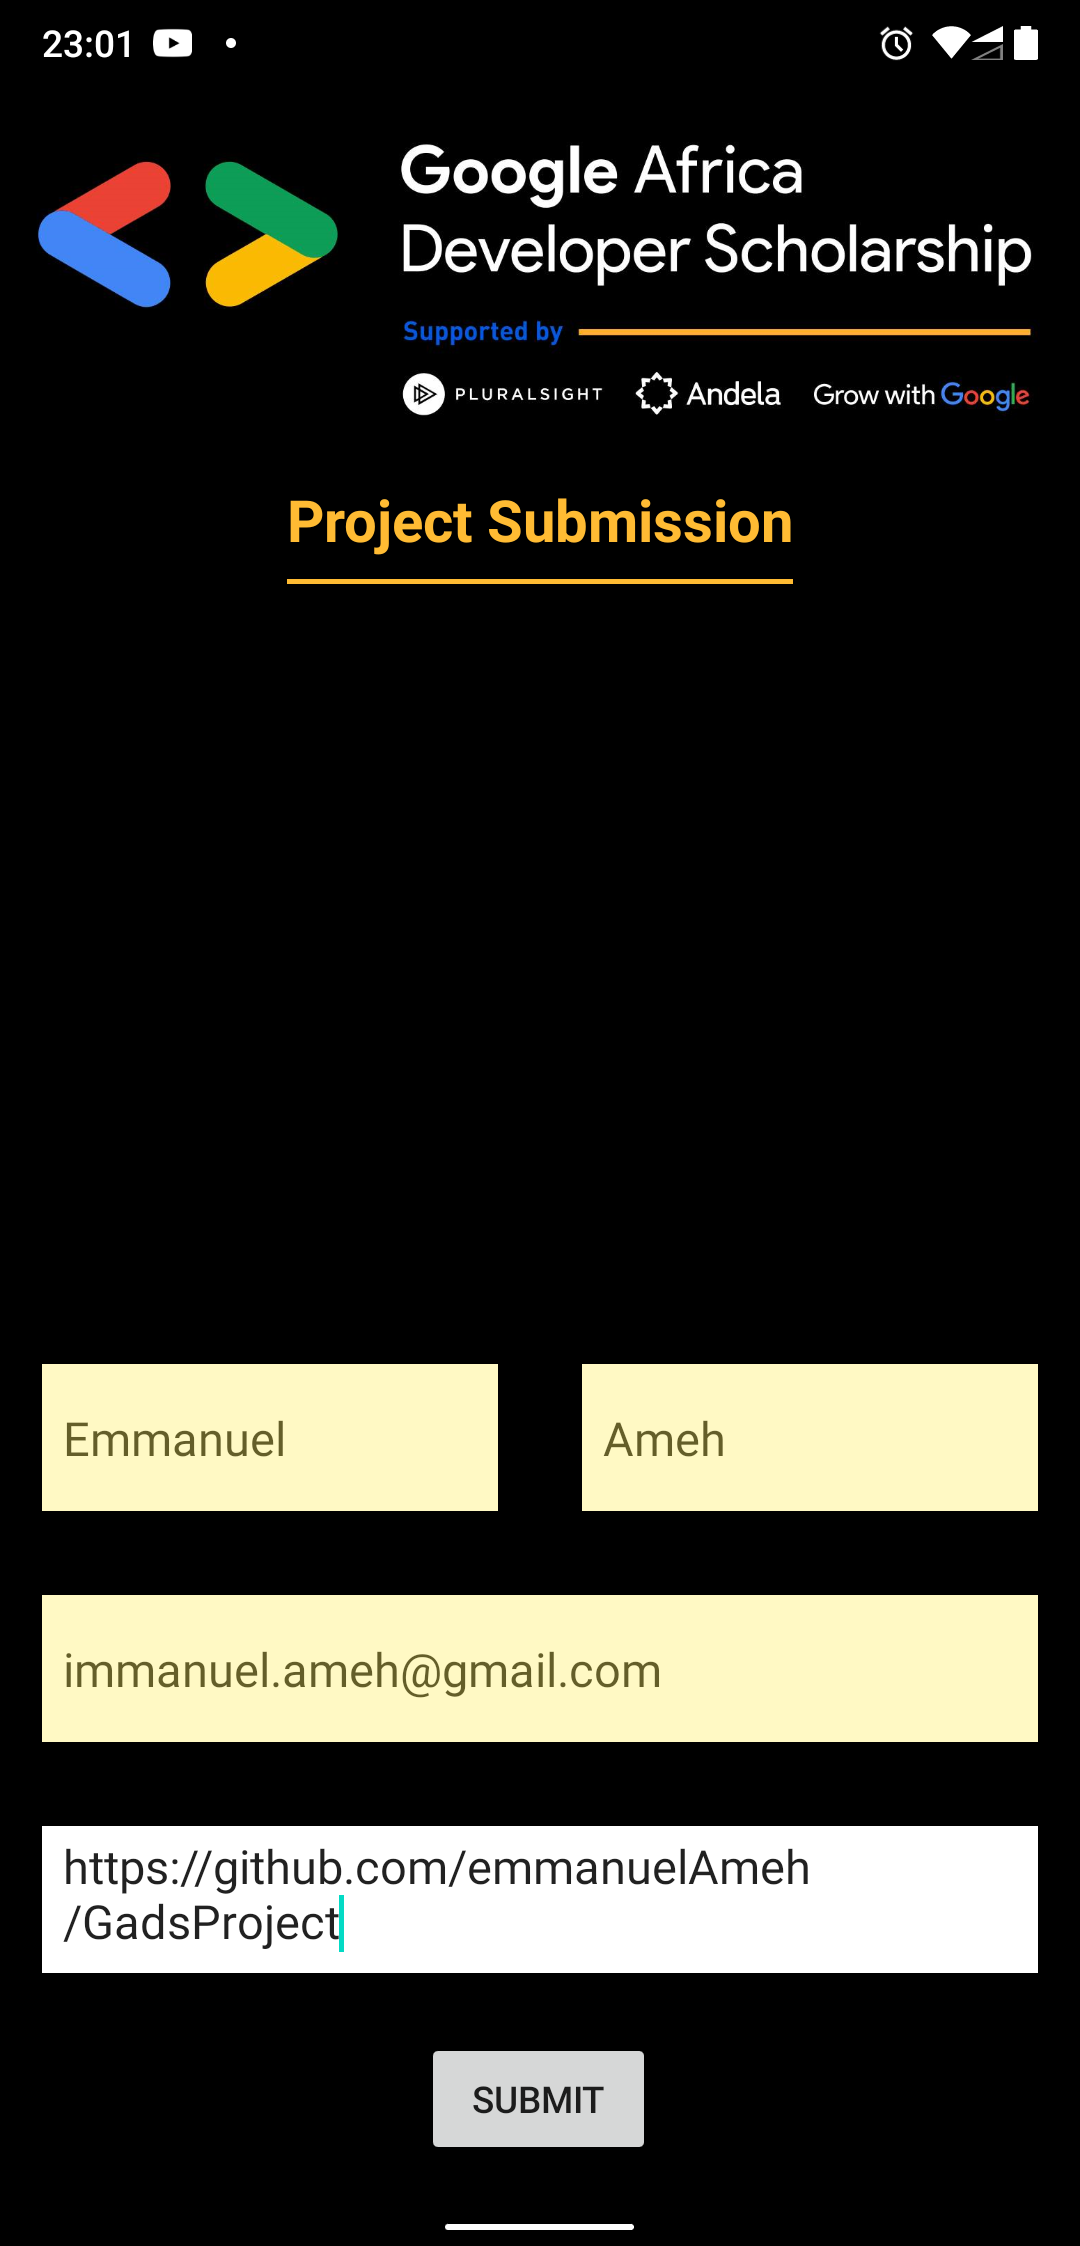 23:01
Google Africa
Developer Scholarship
Supported by
PLURALSIGHT Andela Grow with Google
Project Submission
Emmanuel Ameh
immanuel.ameh@gmail.com
https://github.com/emmanuelAmeh
/GadsProject
SUBMIT